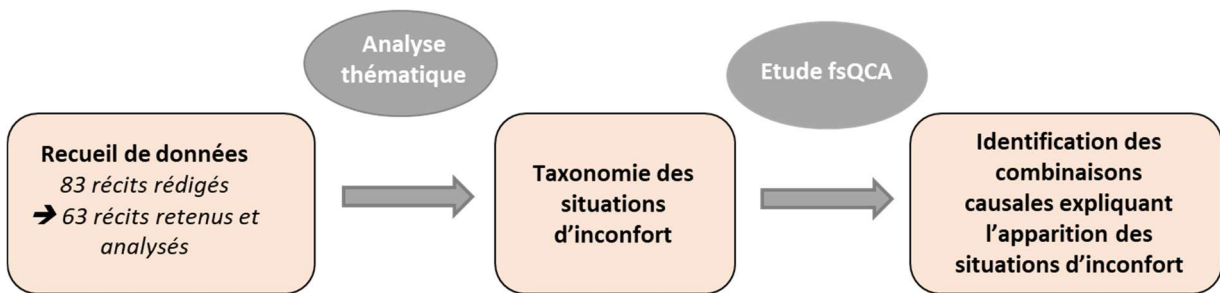 Analyse
thématique
Etude fsQCA
Recueil de données
83 récits rédigés
➔ 63 récits retenus et
analysés
Taxonomie des
situations
d'inconfort
Identification des
combinaisons
causales expliquant
l'apparition des
situations d'inconfort